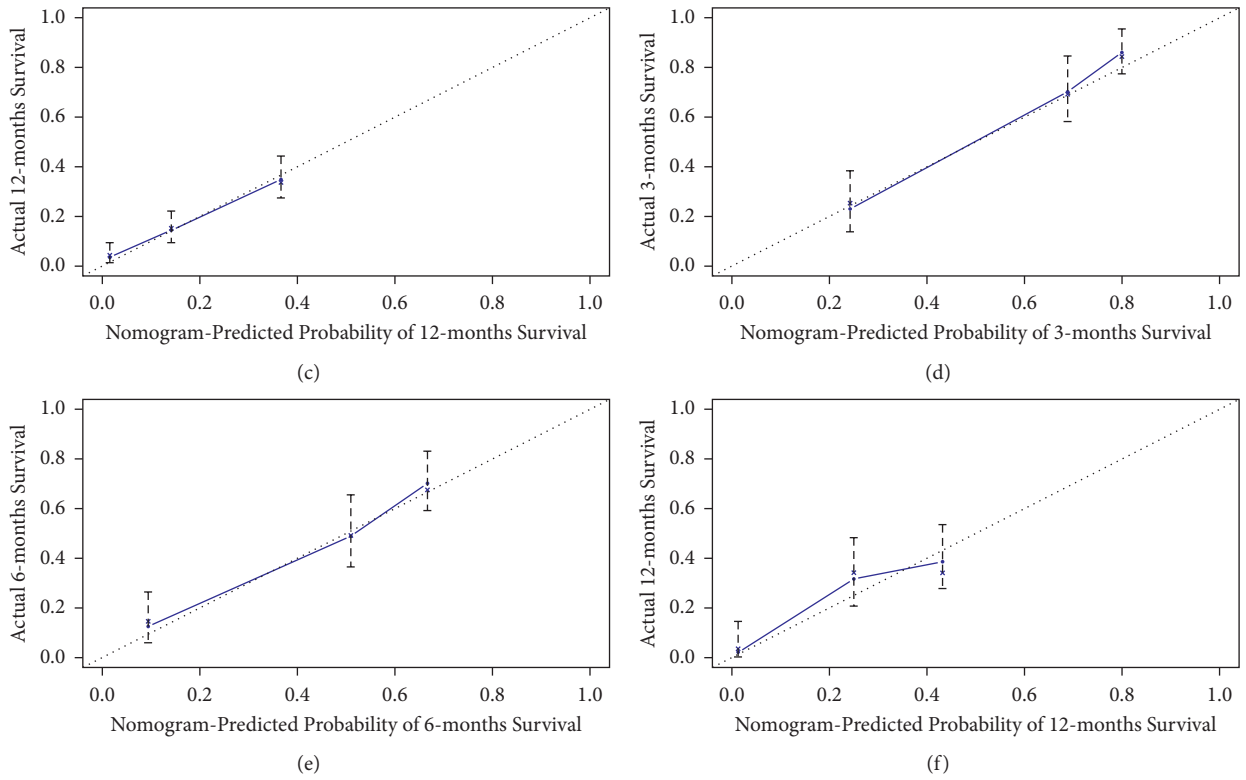 Actual 12-months Survival
1.0
0.8
0.6
0.4
0.2
0.0
0.0 0.2 0.4 0.6 0.8 1.0
Nomogram-Predicted Probability of 12-months Survival
(c)
Actual 3-months Survival
1.0
0.8
0.6
0.4
0.2
0.0
0.0 0.2 0.4 0.6 0.8 1.0
Nomogram-Predicted Probability of 3-months Survival
(d)
Actual 6-months Survival
1.0
0.8
0.6
0.4
0.2
0.0
0.0 0.2 0.4 0.6 0.8 1.0
Nomogram-Predicted Probability of 6-months Survival
(e)
Actual 12-months Survival
1.0
0.8
0.6
0.4
0.2
0.0
0.0 0.2 0.4 0.6 0.8 1.0
Nomogram-Predicted Probability of 12-months Survival
(f)